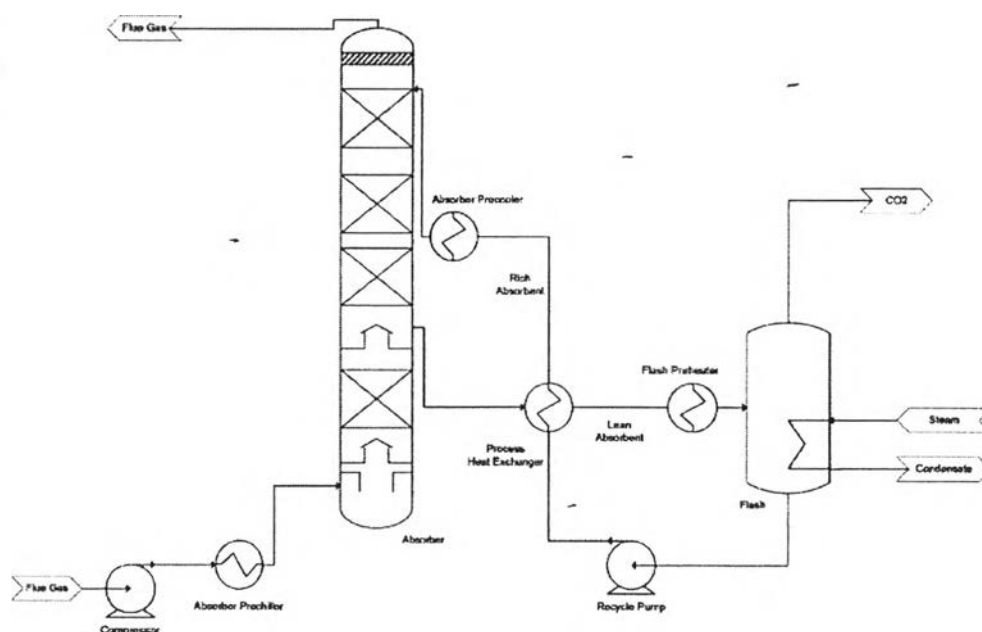 Flue Gas
Absorber Precooler
CO2
Rich
Absorbent
Flash Preheater
Lean
Absorbent
Process
Heat Exchanger
Steam
Condensate
Flash
Absorber
Flue Gas
Absorber Prechiller
Compressor
Recycle Pump